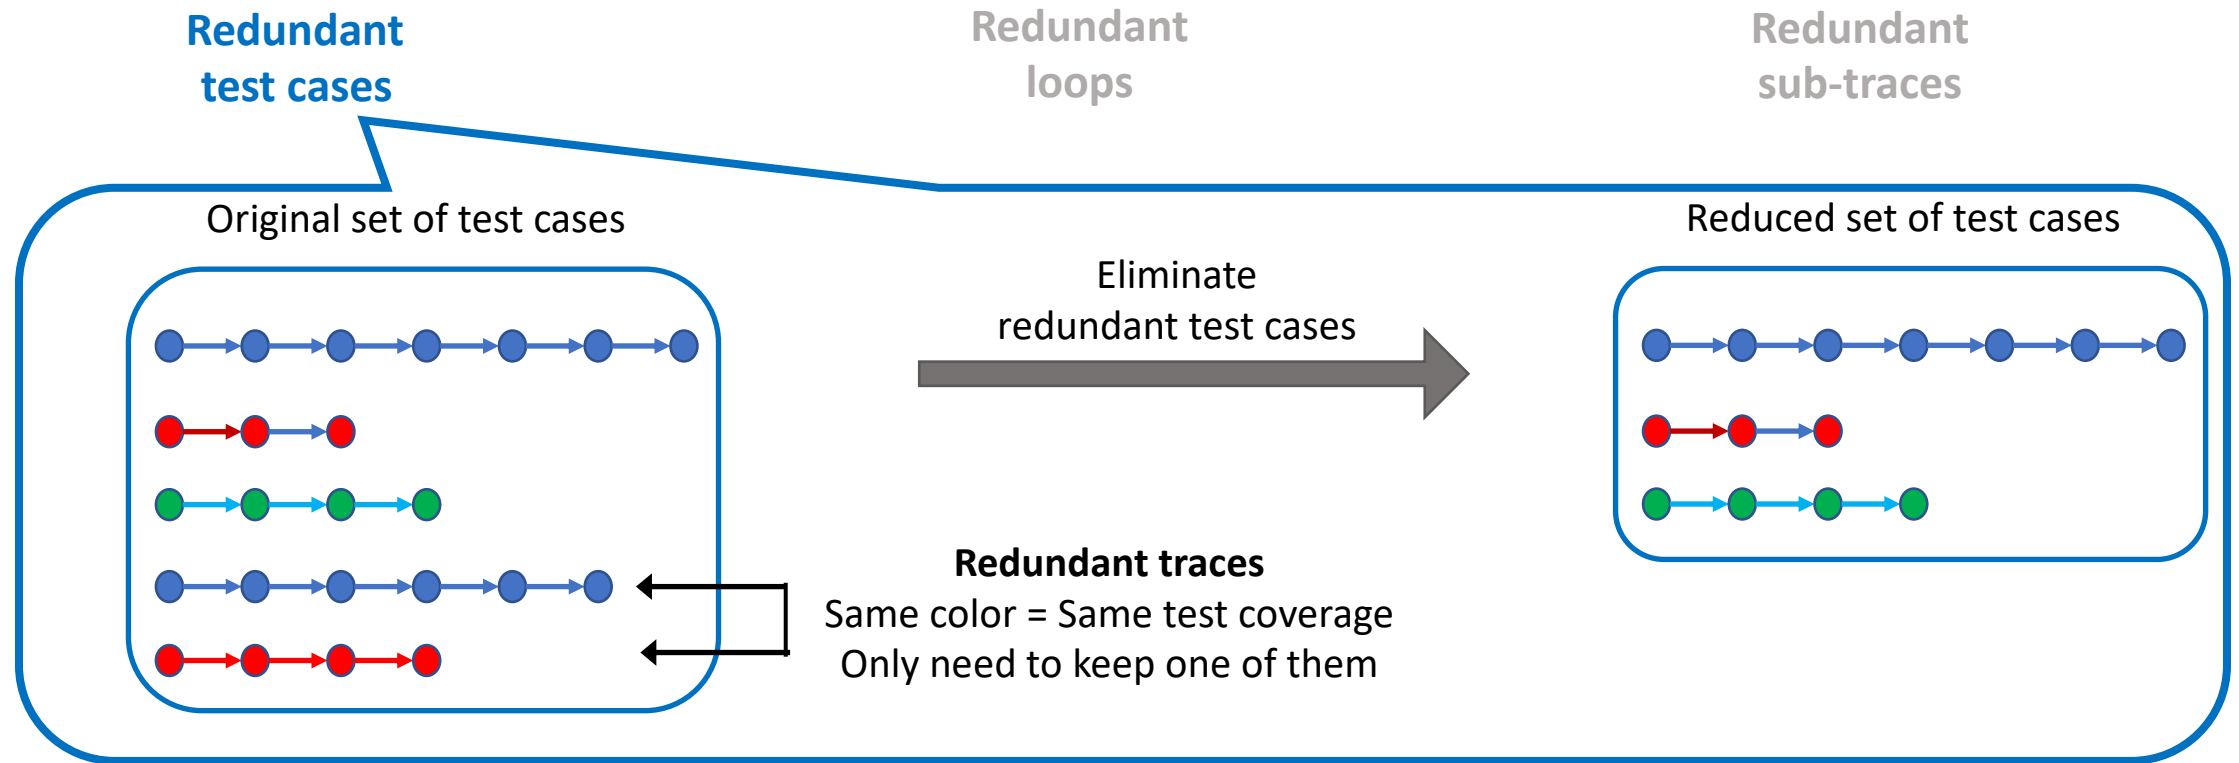 Redundant
test cases
Redundant
loops
Redundant
sub-traces
Original set of test cases
Eliminate
redundant test cases
Reduced set of test cases
Redundant traces
Same color = Same test coverage
Only need to keep one of them